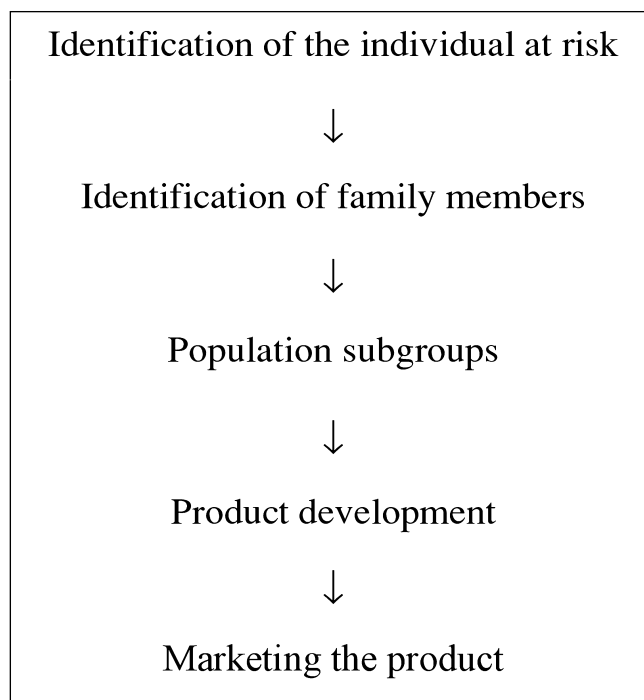 Identification of the individual at risk
↓
Identification of family members
↓
Population subgroups
↓
Product development
↓
Marketing the product